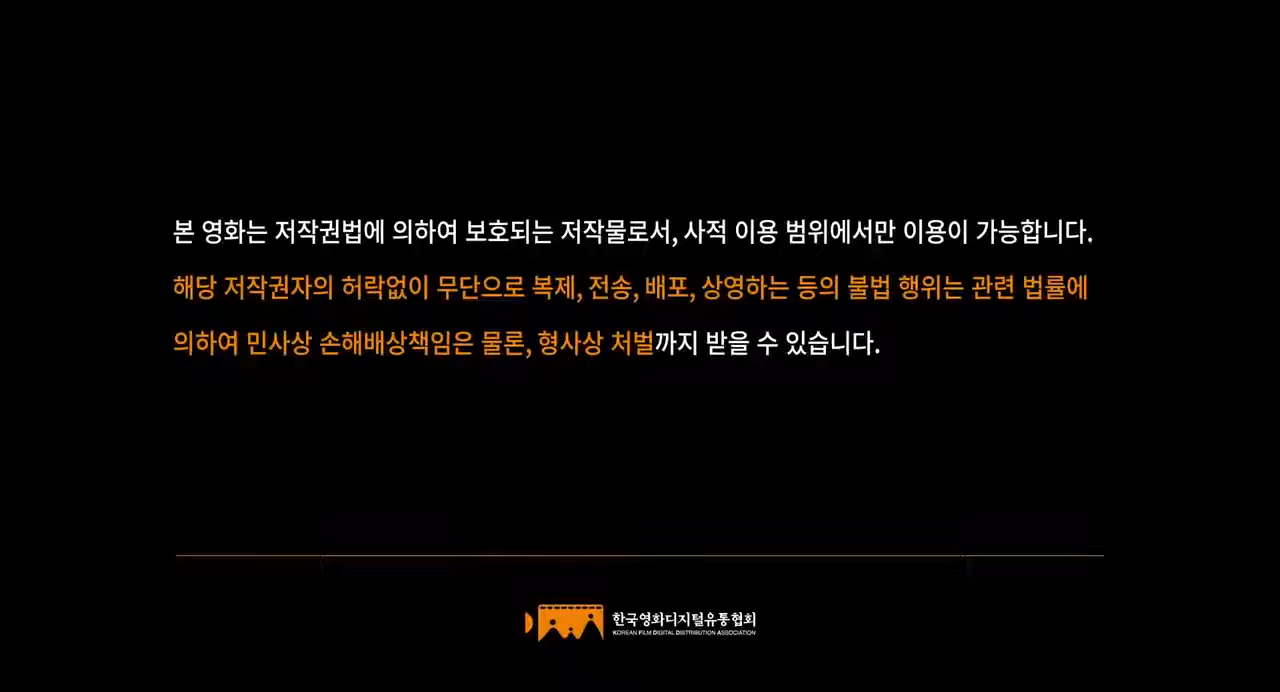 본 영화는 저작권법에 의하여 보호되는 저작물로서, 사적 이용 범위에서만 이용이 가능합니다.
해당 저작권자의 허락없이 무단으로 복제, 전송, 배포, 상영하는 등의 불법 행위는 관련 법률에
의하여 민사상 손해배상책임은 물론, 형사상 처벌까지 받을 수 있습니다.
한국영화디지털유통협회
KOREAN FILM DIGITAL DISTRIBUTION ASSOCIATION